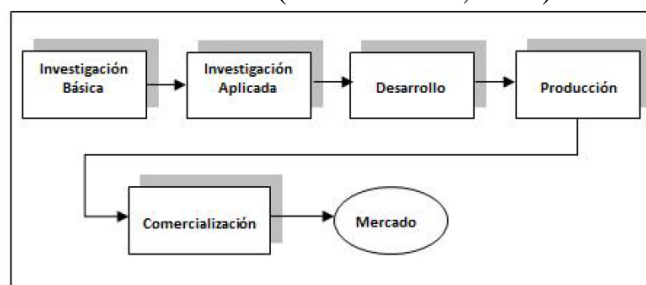 Investigación
Básica
Investigación
Aplicada
Desarrollo
Producción
Comercialización
Mercado